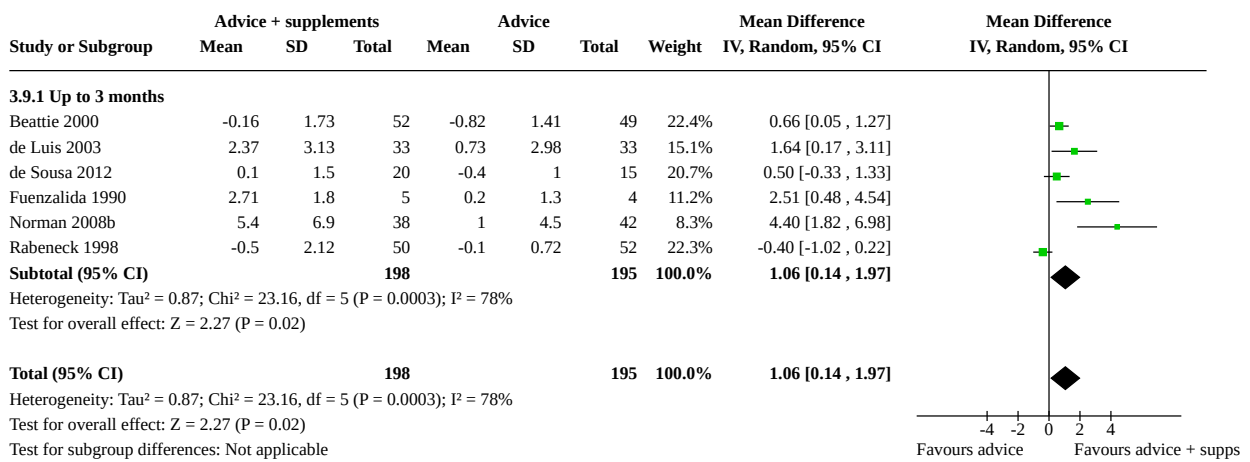 Advice + supplements Advice Mean Difference Mean Difference
Study or Subgroup Mean SD Total Mean SD Total Weight IV, Random, 95% CI IV, Random, 95% CI
3.9.1 Up to 3 months
Beattie 2000 -0.16 1.73 52 -0.82 1.41 49 22.4% 0.66 [0.05 , 1.27]
de Luis 2003 2.37 3.13 33 0.73 2.98 33 15.1% 1.64 [0.17 , 3.11]
de Sousa 2012 0.1 1.5 20 -0.4 1 15 20.7% 0.50 [-0.33 , 1.33]
Fuenzalida 1990 2.71 1.8 5 0.2 1.3 4 11.2% 2.51 [0.48 , 4.54]
Norman 2008b 5.4 6.9 38 1 4.5 42 8.3% 4.40 [1.82 , 6.98]
Rabeneck 1998 -0.5 2.12 50 -0.1 0.72 52 22.3% -0.40 [-1.02 , 0.22]
Subtotal (95% CI) 198 195 100.0% 1.06 [0.14 , 1.97]
Heterogeneity: Tau² = 0.87; Chi² = 23.16, df = 5 (P = 0.0003); I² = 78%
Test for overall effect: Z = 2.27 (P = 0.02)
Total (95% CI) 198 195 100.0% 1.06 [0.14 , 1.97]
Heterogeneity: Tau² = 0.87; Chi² = 23.16, df = 5 (P = 0.0003); I² = 78%
Test for overall effect: Z = 2.27 (P = 0.02) -4 -2 0 2 4
Test for subgroup differences: Not applicable Favours advice Favours advice + supps